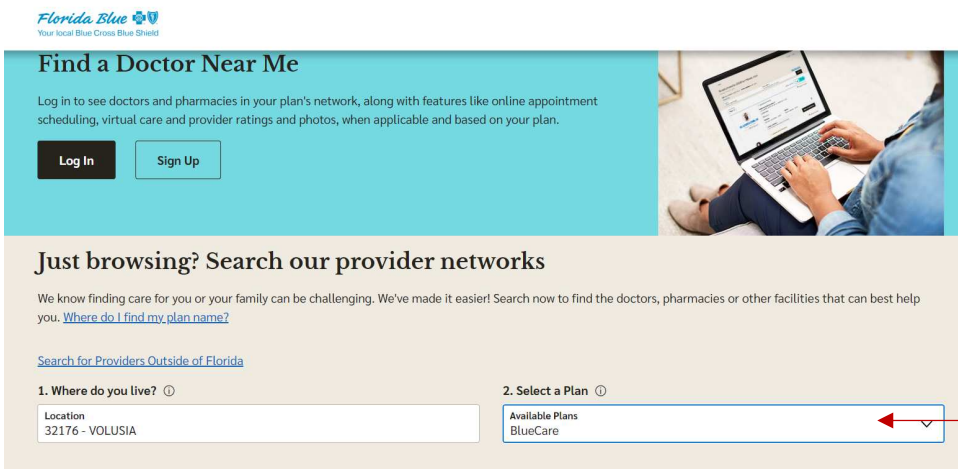 Florida Blue
Your local Blue Cross Blue Shield
Find a Doctor Near Me
Log in to see doctors and pharmacies in your plan's network, along with features like online appointment
scheduling, virtual care and provider ratings and photos, when applicable and based on your plan.
Log In
Sign Up
Just browsing? Search our provider networks
We know finding care for you or your family can be challenging. We've made it easier! Search now to find the doctors, pharmacies or other facilities that can best help
you. Where do I find my plan name?
Search for Providers Outside of Florida
1. Where do you live?
Location
32176 - VOLUSIA
2. Select a Plan
Available Plans
BlueCare